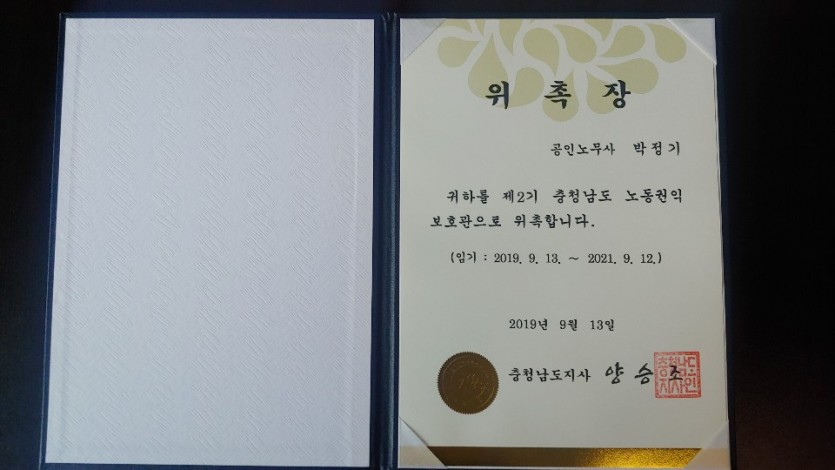 위 촉 장
공인노무사 박정기
귀하를 제2기 충청남도 노동권익
보호관으로 위촉합니다.
(임기 : 2019. 9. 13. ~ 2021. 9. 12.)
2019년 9월 13일
충청남도지사 양 승 조